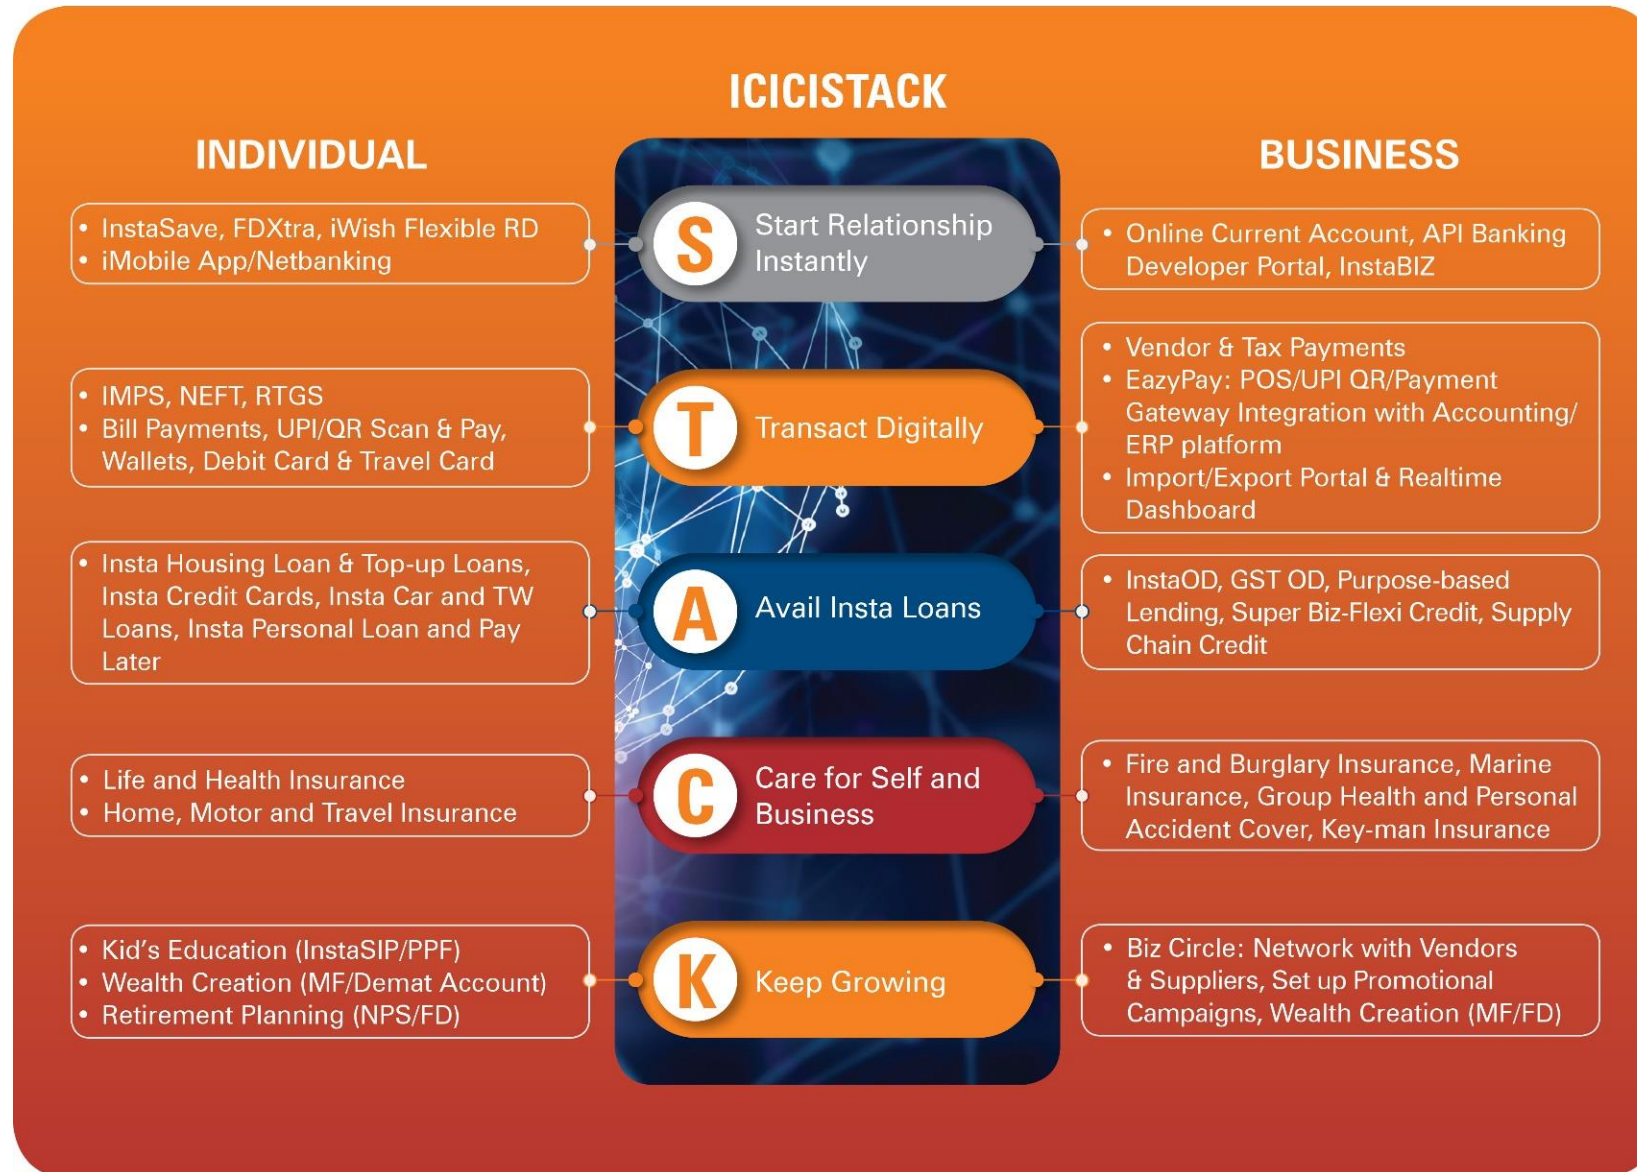 ICICISTACK
INDIVIDUAL
BUSINESS
• InstaSave, FDXtra, iWish Flexible RD
• iMobile App/Netbanking
S
Start Relationship
Instantly
• Online Current Account, API Banking
Developer Portal, InstaBIZ
• IMPS, NEFT, RTGS
• Bill Payments, UPI/QR Scan & Pay,
Wallets, Debit Card & Travel Card
T
Transact Digitally
• Vendor & Tax Payments
• EazyPay: POS/UPI QR/Payment
Gateway Integration with Accounting/
ERP platform
• Import/Export Portal & Realtime
Dashboard
• Insta Housing Loan & Top-up Loans,
Insta Credit Cards, Insta Car and TW
Loans, Insta Personal Loan and Pay
Later
A
Avail Insta Loans
• InstaOD, GST OD, Purpose-based
Lending, Super Biz-Flexi Credit, Supply
Chain Credit
• Life and Health Insurance
• Home, Motor and Travel Insurance
C
Care for Self and
Business
• Fire and Burglary Insurance, Marine
Insurance, Group Health and Personal
Accident Cover, Key-man Insurance
• Kid's Education (InstaSIP/PPF)
• Wealth Creation (MF/Demat Account)
• Retirement Planning (NPS/FD)
K
Keep Growing
• Biz Circle: Network with Vendors
& Suppliers, Set up Promotional
Campaigns, Wealth Creation (MF/FD)